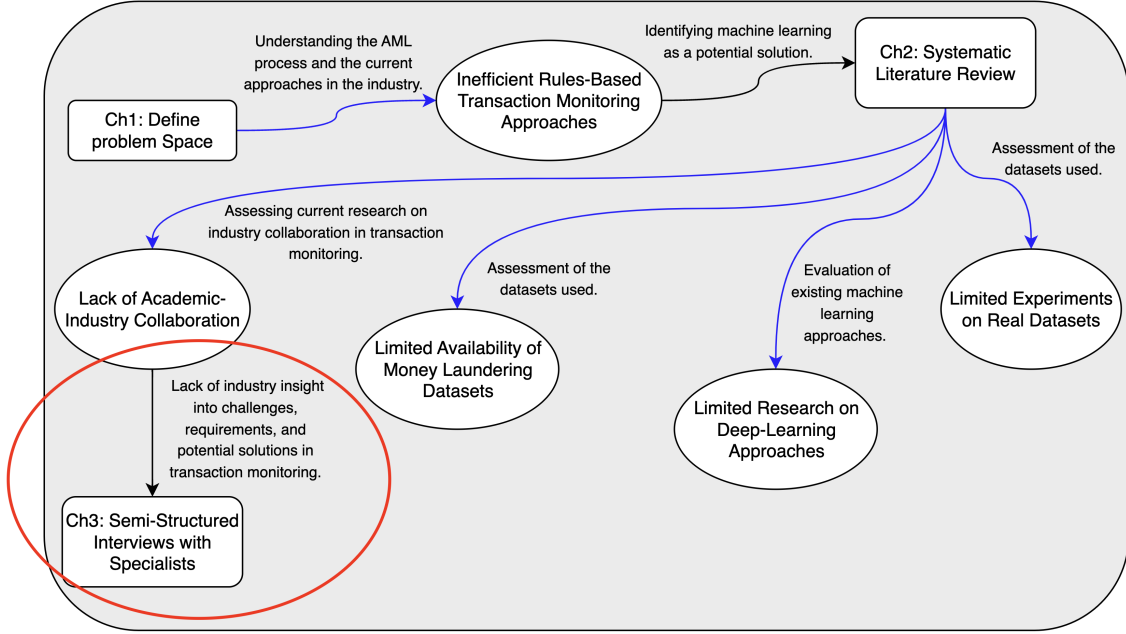 Understanding the AML
process and the current
approaches in the industry.
Identifying machine learning
as a potential solution.
Ch1: Define
problem Space
Inefficient Rules-Based
Transaction Monitoring
Approaches
Ch2: Systematic
Literature Review
Assessment of the
datasets used.
Assessing current research on
industry collaboration in transaction
monitoring.
Assessment of the
datasets used.
Evaluation of
existing machine
learning
approaches.
Lack of Academic-
Industry Collaboration
Limited Availability of
Money Laundering
Datasets
Limited Research on
Deep-Learning
Approaches
Limited Experiments
on Real Datasets
Lack of industry insight
into challenges,
requirements, and
potential solutions in
transaction monitoring.
Ch3: Semi-Structured
Interviews with
Specialists